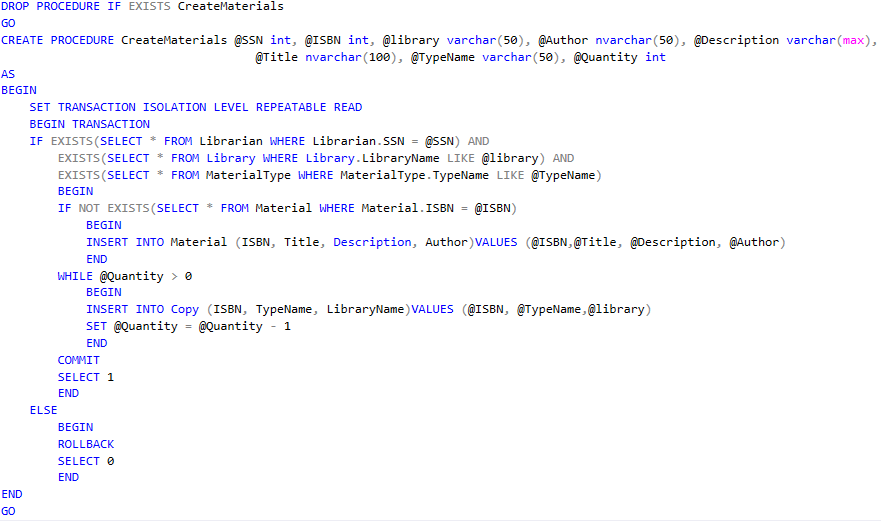 DROP PROCEDURE IF EXISTS CreateMaterials
GO
CREATE PROCEDURE CreateMaterials @SSN int, @ISBN int, @library varchar(50), @Author nvarchar(50), @Description varchar(max),
@Title nvarchar(100), @TypeName varchar(50), @Quantity int
AS
BEGIN
SET TRANSACTION ISOLATION LEVEL REPEATABLE READ
BEGIN TRANSACTION
IF EXISTS(SELECT * FROM Librarian WHERE Librarian.SSN = @SSN) AND
EXISTS(SELECT * FROM Library WHERE Library.LibraryName LIKE @library) AND
EXISTS(SELECT * FROM MaterialType WHERE MaterialType.TypeName LIKE @TypeName)
BEGIN
IF NOT EXISTS(SELECT * FROM Material WHERE Material.ISBN = @ISBN)
BEGIN
INSERT INTO Material (ISBN, Title, Description, Author)VALUES (@ISBN,@Title, @Description, @Author)
END
WHILE @Quantity > 0
BEGIN
INSERT INTO Copy (ISBN, TypeName, LibraryName)VALUES (@ISBN, @TypeName,@library)
SET @Quantity = @Quantity - 1
END
COMMIT
SELECT 1
END
ELSE
BEGIN
ROLLBACK
SELECT 0
END
END
GO